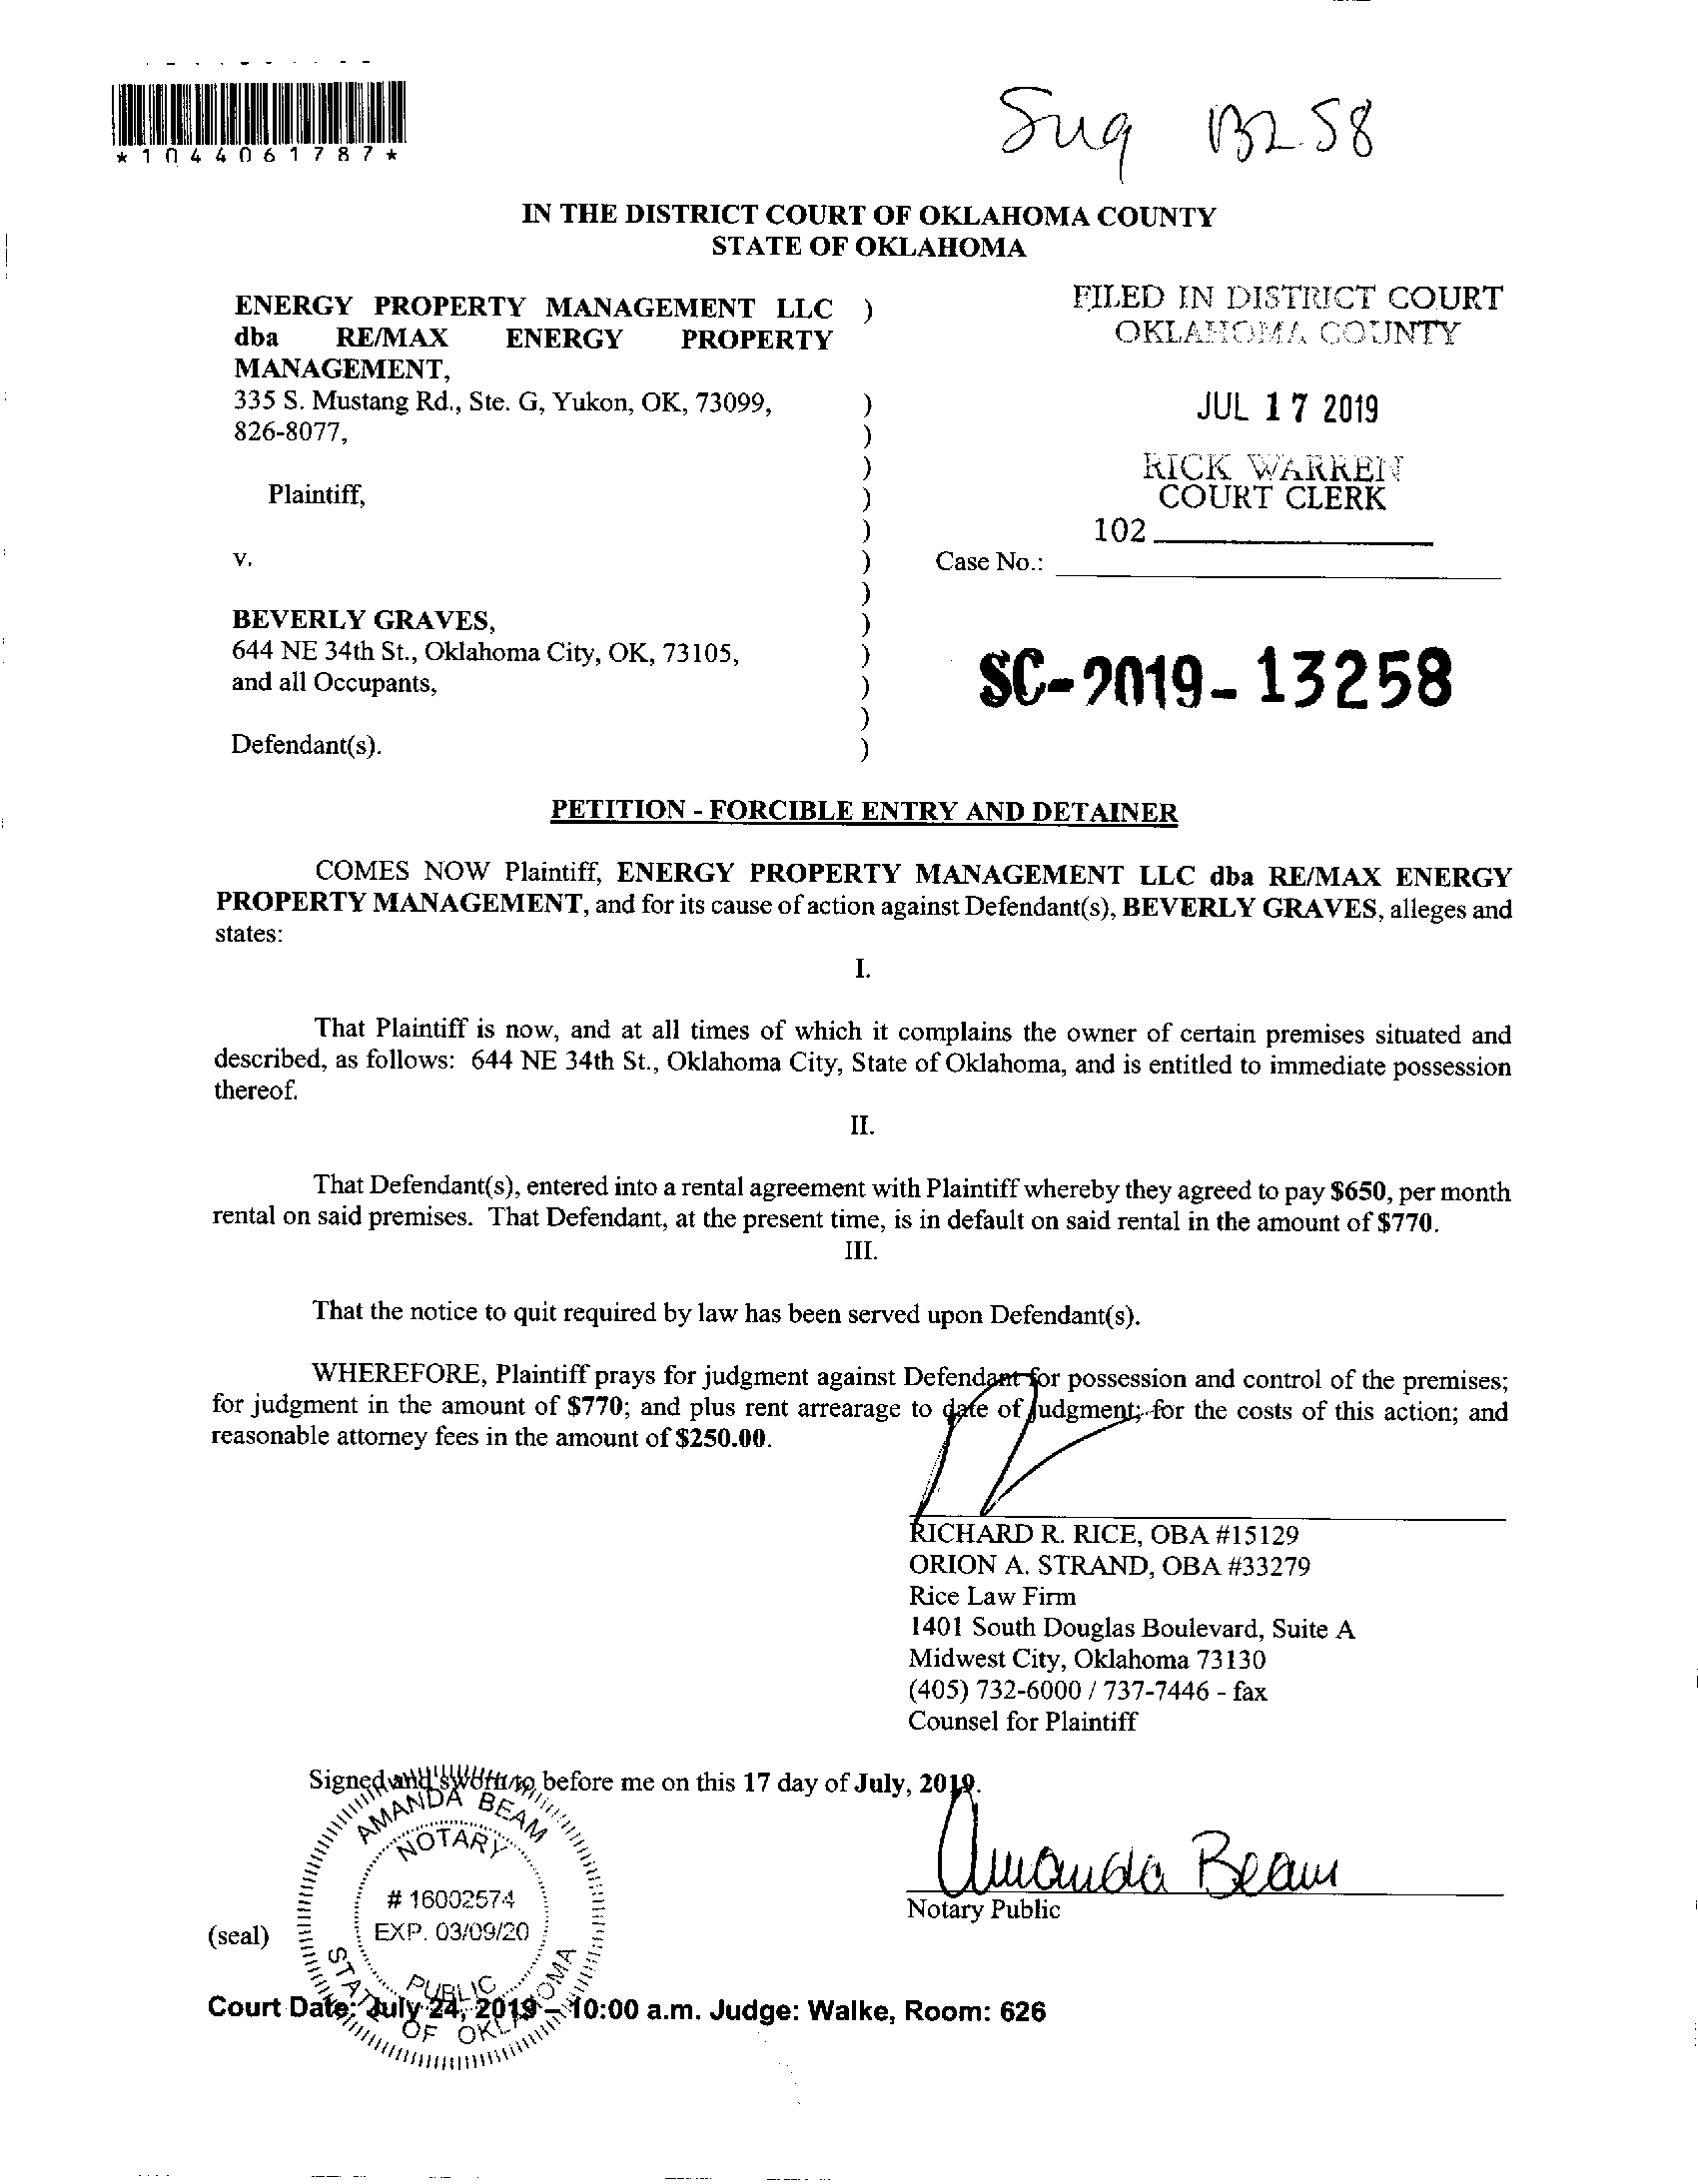 *1044061787*
IN THE DISTRICT COURT OF OKLAHOMA COUNTY
STATE OF OKLAHOMA
ENERGY PROPERTY MANAGEMENT LLC )
dba RE/MAX ENERGY PROPERTY
MANAGEMENT,
335 S. Mustang Rd., Ste. G, Yukon, OK, 73099, )
826-8077, )
)
Plaintiff, )
)
v. )
)
BEVERLY GRAVES, )
644 NE 34th St., Oklahoma City, OK, 73105, )
and all Occupants, )
)
Defendant(s). )
FILED IN DISTRICT COURT
OKLAHOMA COUNTY
JUL 17 2019
RICK WARREN
COURT CLERK
102
Case No.:
SC-2019-13258
PETITION - FORCIBLE ENTRY AND DETAINER
COMES NOW Plaintiff, ENERGY PROPERTY MANAGEMENT LLC dba RE/MAX ENERGY
PROPERTY MANAGEMENT, and for its cause of action against Defendant(s), BEVERLY GRAVES, alleges and
states:
I.
That Plaintiff is now, and at all times of which it complains the owner of certain premises situated and
described, as follows: 644 NE 34th St., Oklahoma City, State of Oklahoma, and is entitled to immediate possession
thereof.
II.
That Defendant(s), entered into a rental agreement with Plaintiff whereby they agreed to pay $650, per month
rental on said premises. That Defendant, at the present time, is in default on said rental in the amount of $770.
III.
That the notice to quit required by law has been served upon Defendant(s).
WHEREFORE, Plaintiff prays for judgment against Defendant for possession and control of the premises;
for judgment in the amount of $770; and plus rent arrearage to date of judgment; for the costs of this action; and
reasonable attorney fees in the amount of $250.00.
RICHARD R. RICE, OBA #15129
ORION A. STRAND, OBA #33279
Rice Law Firm
1401 South Douglas Boulevard, Suite A
Midwest City, Oklahoma 73130
(405) 732-6000 / 737-7446 - fax
Counsel for Plaintiff
Signed and sworn to before me on this 17 day of July, 2019.
Amanda Beam
Notary Public
(seal)
AMANDA BEAM
NOTARY
# 16002574
EXP. 03/09/20
PUBLIC
STATE OF OKLAHOMA
Court Date: July 24, 2019 – 10:00 a.m. Judge: Walke, Room: 626